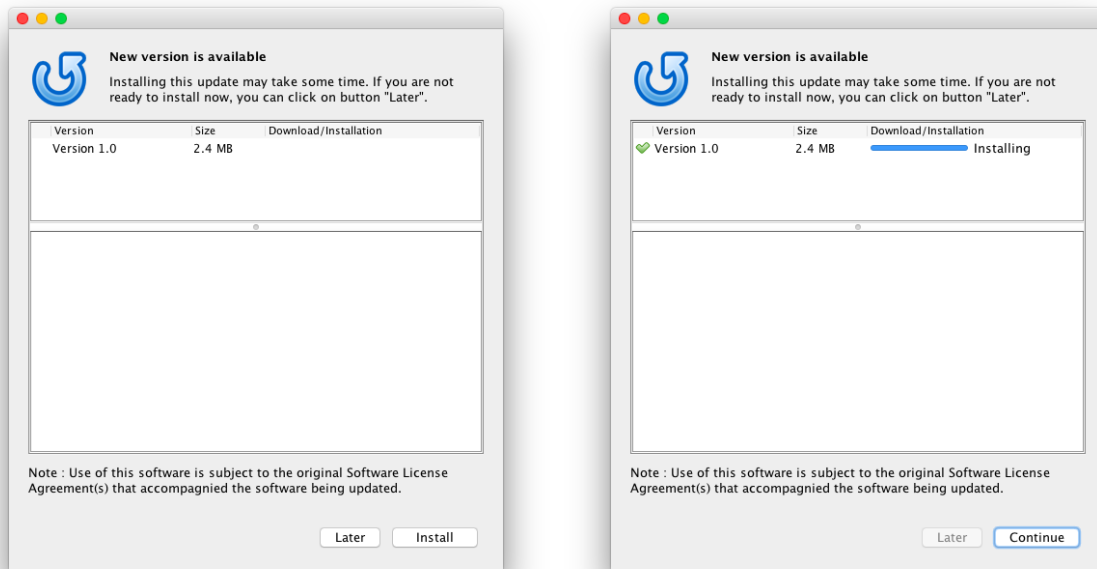 New version is available
Installing this update may take some time. If you are not
ready to install now, you can click on button "Later".
Version Size Download/Installation
Version 1.0 2.4 MB
Note : Use of this software is subject to the original Software License
Agreement(s) that accompagnied the software being updated.
Later Install
New version is available
Installing this update may take some time. If you are not
ready to install now, you can click on button "Later".
Version Size Download/Installation
Version 1.0 2.4 MB Installing
Note : Use of this software is subject to the original Software License
Agreement(s) that accompagnied the software being updated.
Later Continue